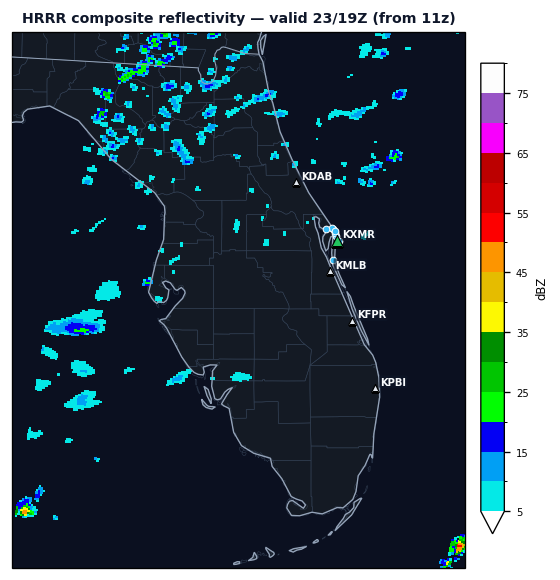 HRRR composite reflectivity — valid 23/19Z (from 11z)
KDAB
KXMR
KMLB
KFPR
KPBI
75
65
55
45
35
25
15
5
dBZ